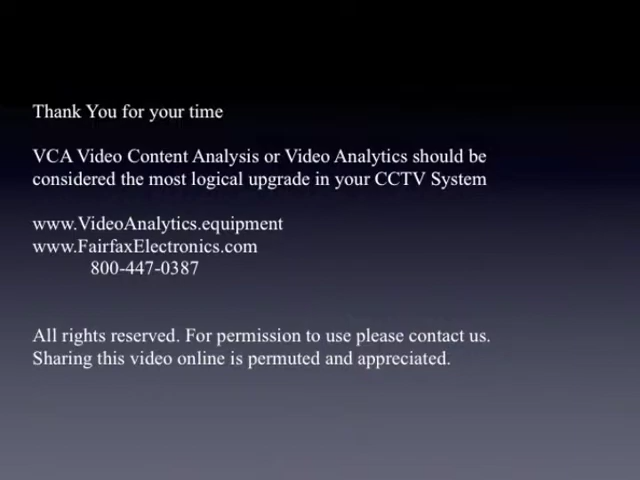 Thank You for your time
VCA Video Content Analysis or Video Analytics should be
considered the most logical upgrade in your CCTV System
www.VideoAnalytics.equipment
www.FairfaxElectronics.com
800-447-0387
All rights reserved. For permission to use please contact us.
Sharing this video online is permuted and appreciated.